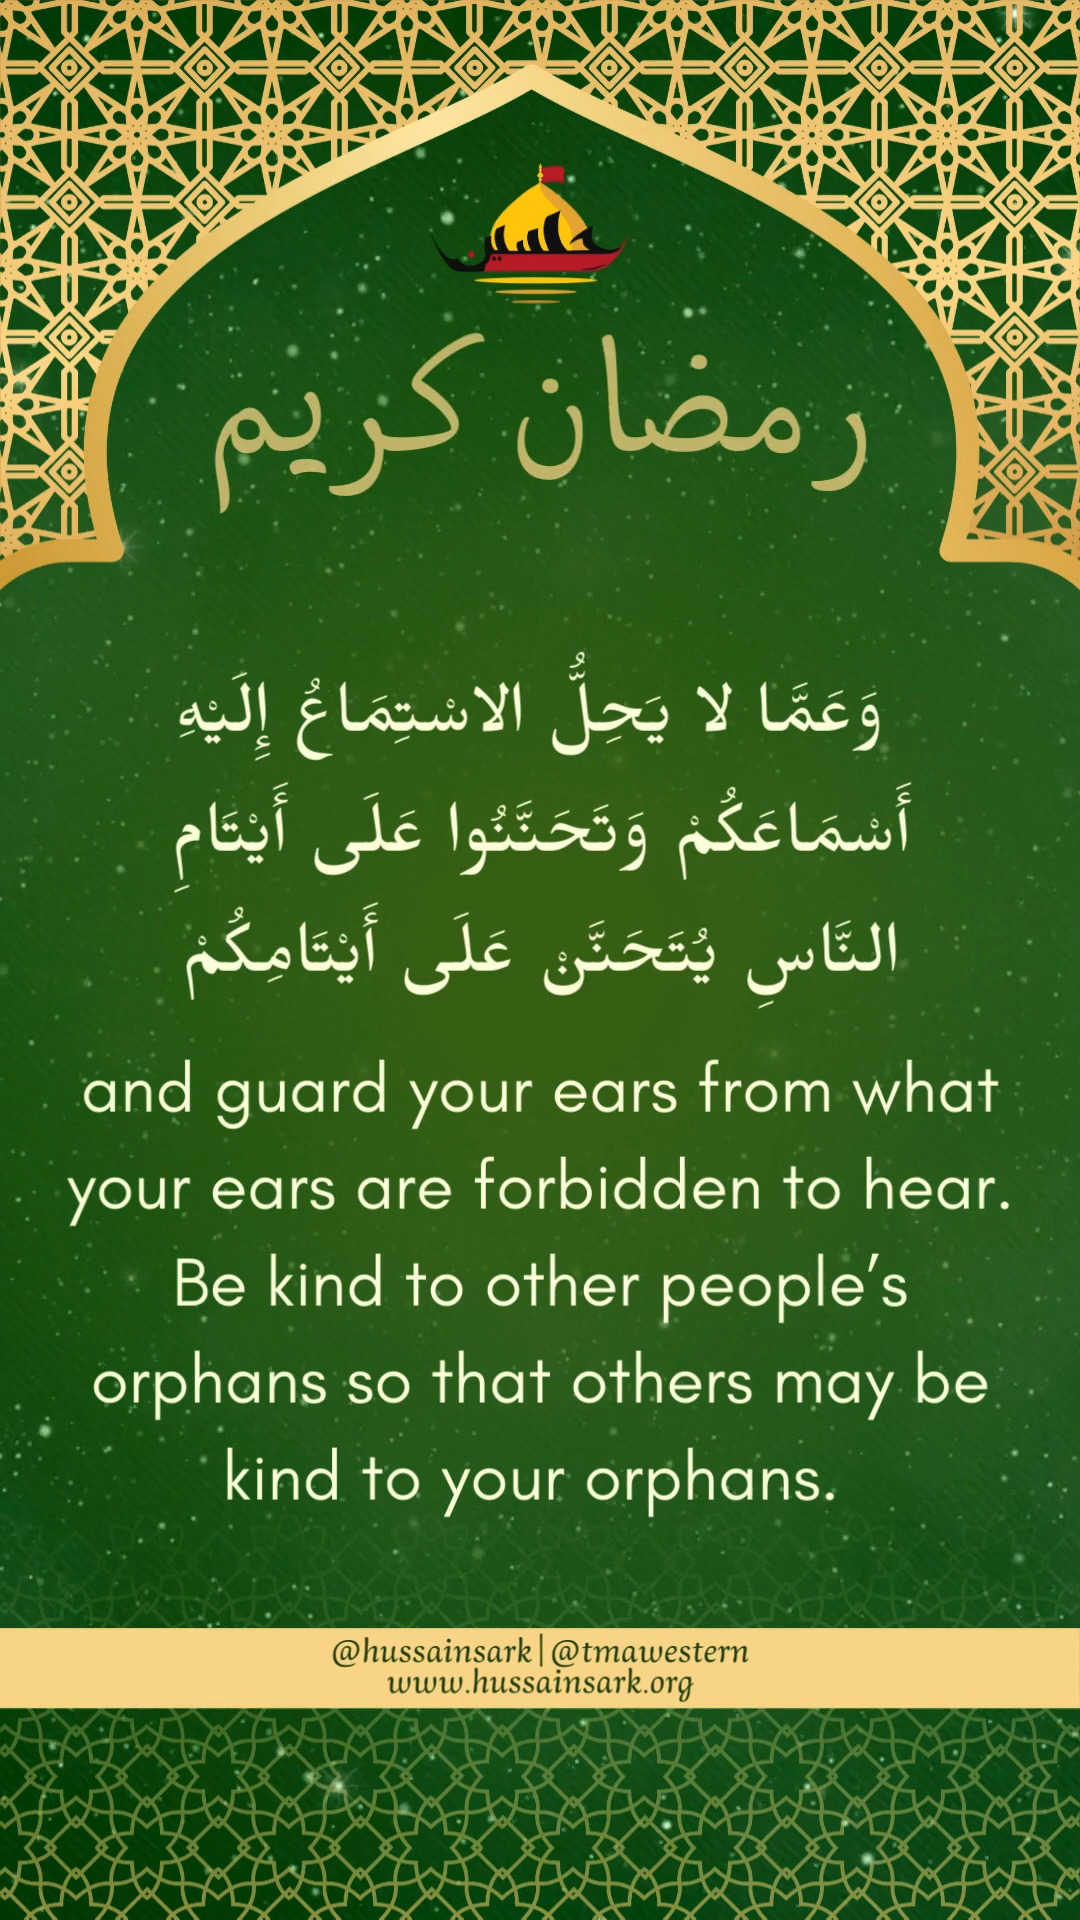 رمضان كريم
وَعَمَّا لا يَحِلُّ الاسْتِمَاعُ إِلَيْهِ
أَسْمَاعَكُمْ وَتَحَنَّنُوا عَلَى أَيْتَامِ
النَّاسِ يُتَحَنَّنْ عَلَى أَيْتَامِكُمْ
and guard your ears from what
your ears are forbidden to hear.
Be kind to other people’s
orphans so that others may be
kind to your orphans.
@hussainsark|@tmawestern
www.hussainsark.org